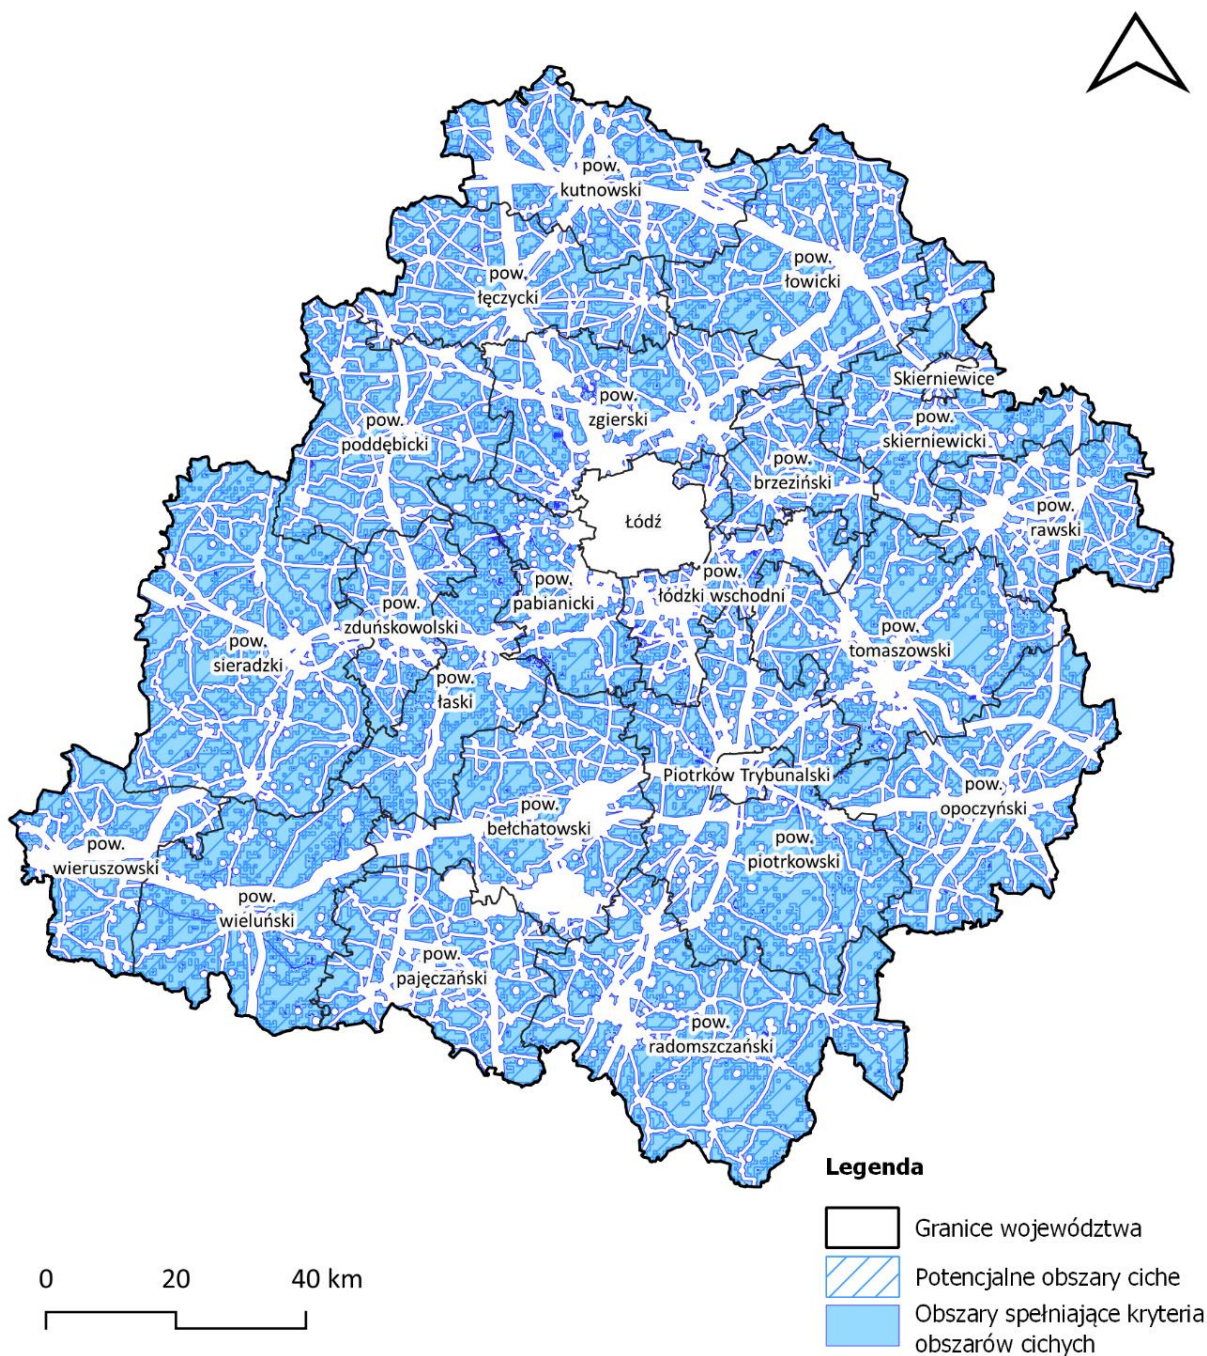 pow.
kutnowski
pow.
łowicki
pow.
łęczycki
Skierniewice
pow.
zgierski
pow.
skierniewicki
pow.
poddębicki
pow.
brzeziński
pow.
rawski
Łódź
pow.
łódzki wschodni
pow.
pabianicki
pow.
zduńskowolski
pow.
tomaszowski
pow.
sieradzki
pow.
łaski
Piotrków Trybunalski
pow.
opoczyński
pow.
bełchatowski
pow.
piotrkowski
pow.
wieruszowski
pow.
wieluński
pow.
pajęczański
pow.
radomszczański
Legenda
Granice województwa
Potencjalne obszary ciche
Obszary spełniające kryteria
obszarów cichych
0 20 40 km